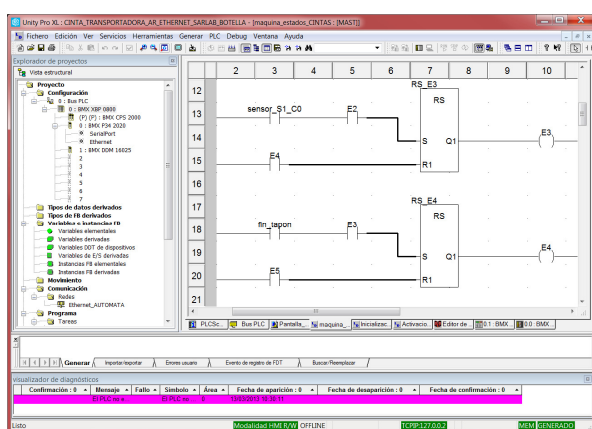 Unity Pro XL : CINTA_TRANSPORTADORA_AR_ETHERNET_SARLAB_BOTELLA - [maquina_estados_CINTAS : [MAST]]
Fichero Edición Ver Servicios Herramientas Generar PLC Debug Ventana Ayuda
Explorador de proyectos
Vista estructural
Proyecto
Configuración
0 : Bus PLC
0 : BMX XBP 0800
(P) (P) : BMX CPS 2000
0 : BMX P34 2020
SerialPort
Ethernet
1 : BMX DDM 16025
2
3
4
5
6
7
Tipos de datos derivados
Tipos de FB derivados
Variables e instancias FB
Variables elementales
Variables derivadas
Variables DDT de dispositivos
Variables de E/S derivadas
Instancias FB elementales
Instancias FB derivadas
Movimiento
Comunicación
Redes
Ethernet_AUTOMATA
Programa
Tareas
2 3 4 5 6 7 8 9 10
12 RS_E3
RS
13 sensor_S1_C0 E2
14 S Q1 E3
15 E4 R1
16
17 RS_E4
RS
18 fin_tapon E3
19 S Q1 E4
20 E5 R1
21
PLCSc... Bus PLC Pantalla_... maquina_... Inicializac... Activacio... Editor de ... 0.1 : BMX... 0.0 : BMX...
Generar Importar/exportar Errores usuario Evento de registro de FDT Buscar/Reemplazar
visualizador de diagnósticos
Confirmación : 0 Mensaje Fallo Símbolo Área Fecha de aparición : 0 Fecha de desaparición : 0 Fecha de confirmación : 0
El PLC no e... El PLC no ... 0 13/03/2013 10:30:11
Listo Modalidad HMI R/W OFFLINE TCPIP:127.0.0.2 MEM GENERADO